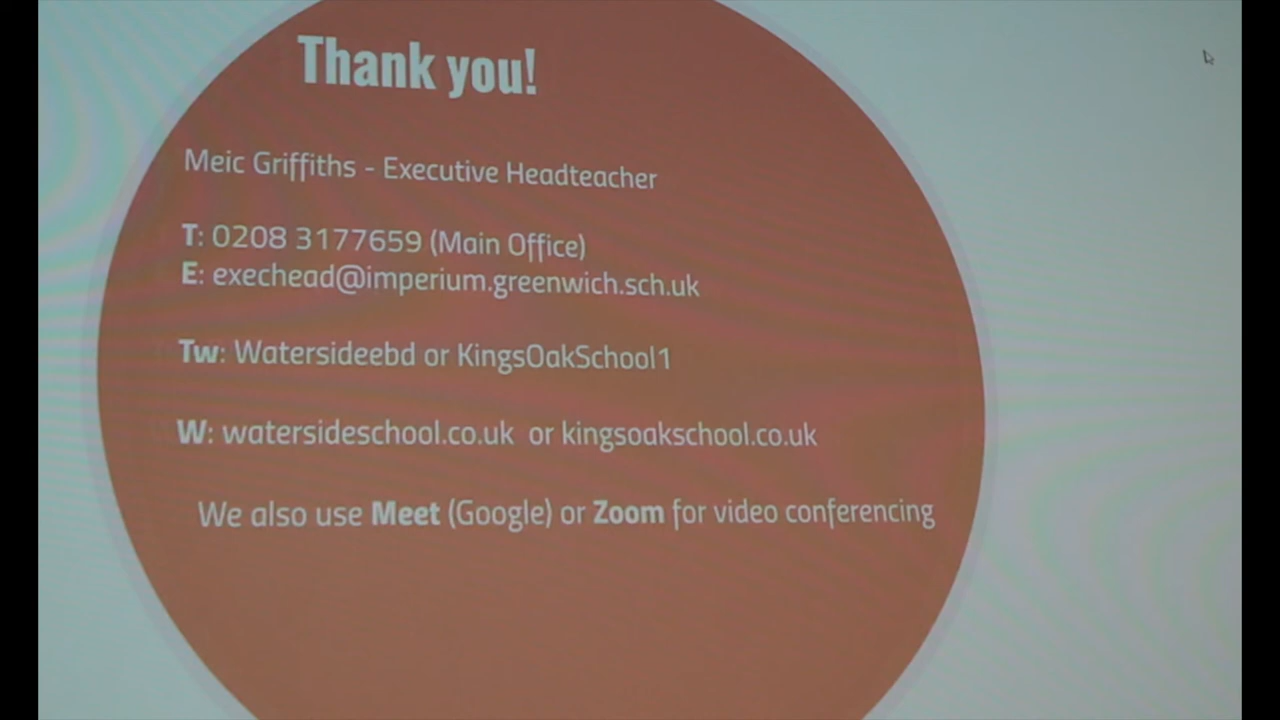 Thank you!
Meic Griffiths - Executive Headteacher
T: 0208 3177659 (Main Office)
E: exechead@imperium.greenwich.sch.uk
Tw: Watersideebd or KingsOakSchool1
W: watersideschool.co.uk or kingsoakschool.co.uk
We also use Meet (Google) or Zoom for video conferencing